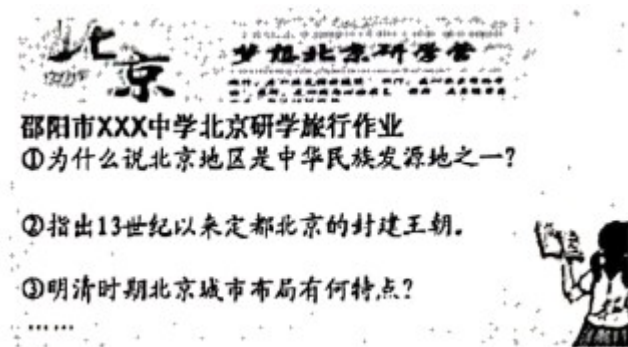 北京
梦想北京研学营
邵阳市XXX中学北京研学旅行作业
①为什么说北京地区是中华民族发源地之一?
②指出13世纪以来定都北京的封建王朝。
③明清时期北京城市布局有何特点?
……